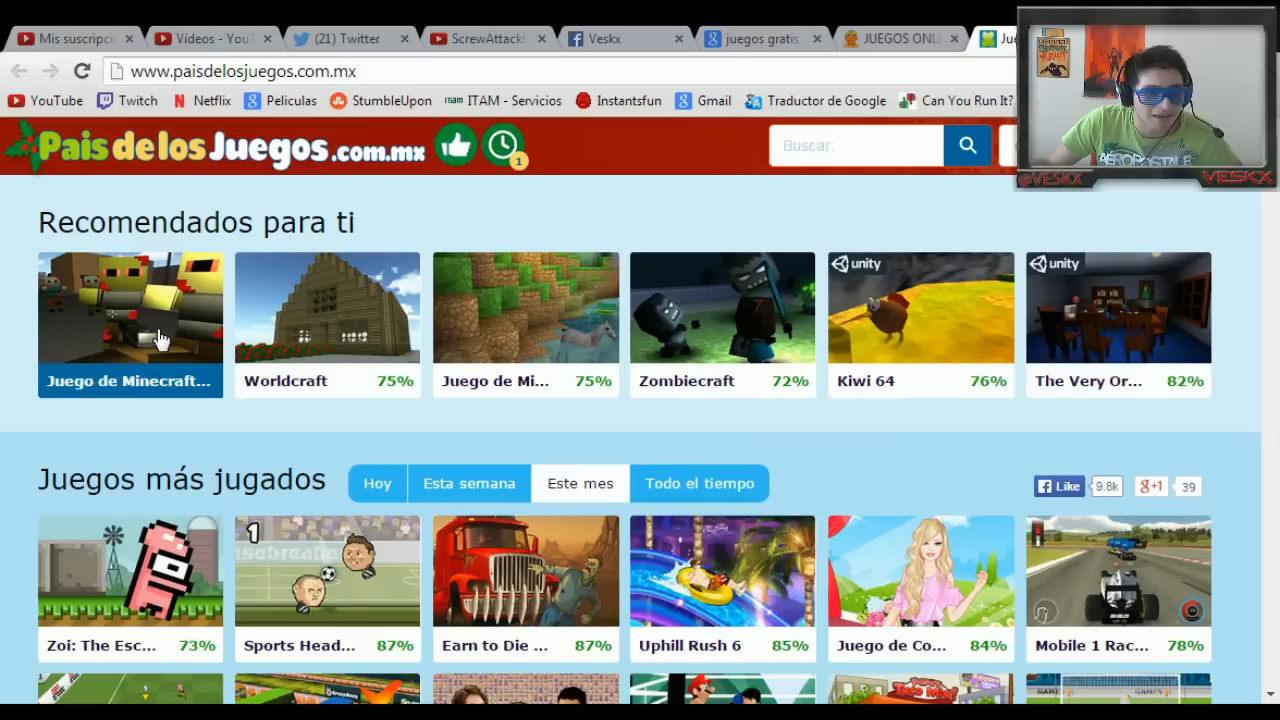 Mis suscripci
Videos - You
(21) Twitter
ScrewAttack!
Veskx
juegos gratis
JUEGOS ONL
www.paisdelosjuegos.com.mx
YouTube
Twitch
Netflix
Peliculas
StumbleUpon
ITAM - Servicios
Instantsfun
Gmail
Traductor de Google
Can You Run It?
AEROPOSTALE
@VESKX
VESKX
PaisdelosJuegos.com.mx
1
Buscar:
Recomendados para ti
unity
unity
Juego de Minecraft...
Worldcraft 75%
Juego de Mi... 75%
Zombiecraft 72%
Kiwi 64 76%
The Very Or... 82%
Juegos más jugados
Hoy
Esta semana
Este mes
Todo el tiempo
Like
9.8k
g+1
39
1
Zoi: The Esc... 73%
Sports Head... 87%
Earn to Die ... 87%
Uphill Rush 6 85%
Juego de Co... 84%
Mobile 1 Rac... 78%